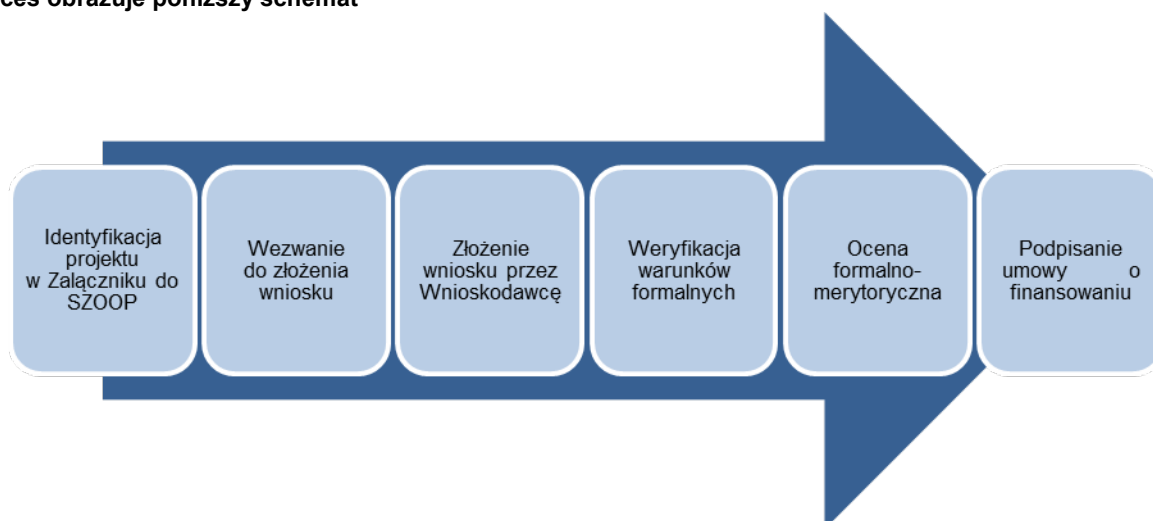 ces obrazuje poniższy schemat
Identyfikacja
projektu
w Załączniku do
SZOOP
Wezwanie
do złożenia
wniosku
Złożenie
wniosku przez
Wnioskodawcę
Weryfikacja
warunków
formalnych
Ocena
formalno-
merytoryczna
Podpisanie
umowy o
finansowaniu